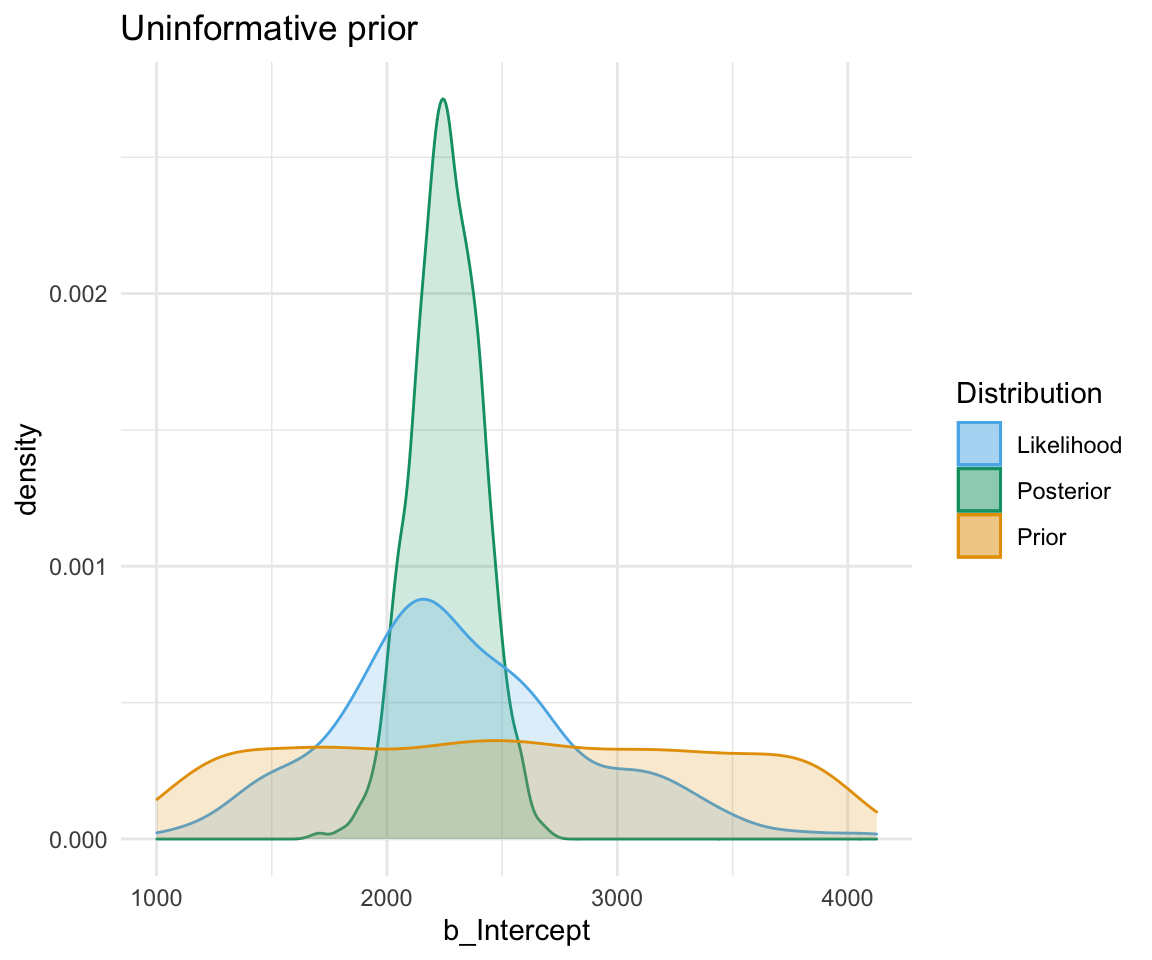 Uninformative prior
density
0.002
0.001
0.000
1000 2000 3000 4000
b_Intercept
Distribution
Likelihood
Posterior
Prior